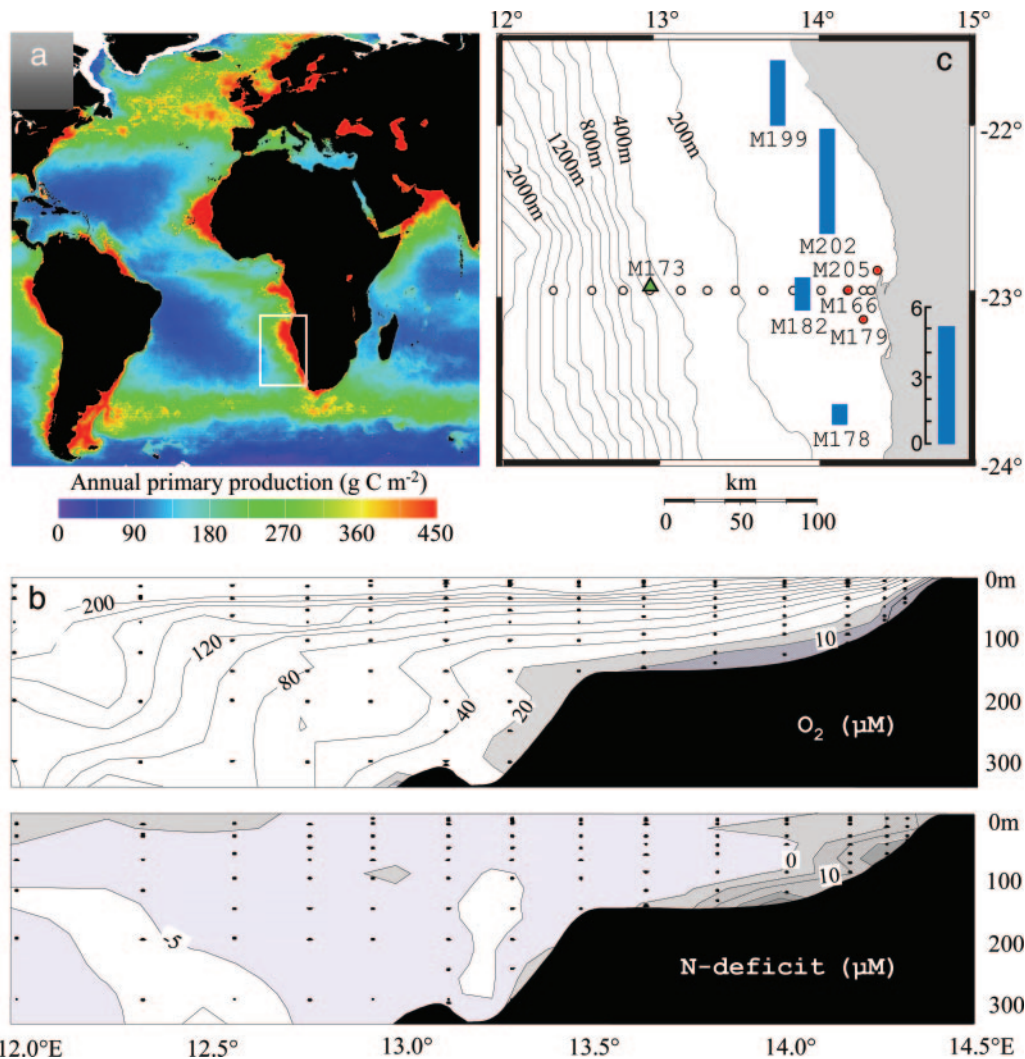 a
Annual primary production (g C m⁻²)
0 90 180 270 360 450
12° 13° 14° 15°
c
-22°
-23°
-24°
2000m
1200m
800m
400m
200m
M199
M202
M173
M205
M166
M182
M179
M178
6
3
0
km
0 50 100
b
200
120
80
40
20
10
O₂ (µM)
0m
100
200
300
-5
0
10
N-deficit (µM)
0m
100
200
300
12.0°E 12.5° 13.0° 13.5° 14.0° 14.5°E